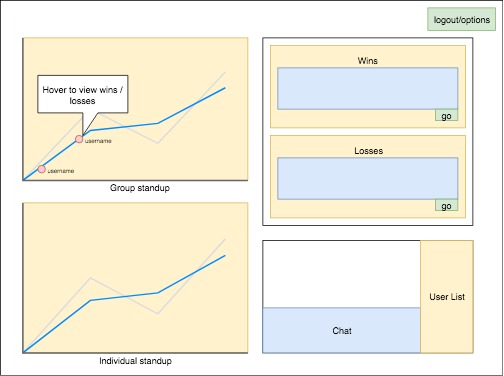 logout/options
Hover to view wins /
losses
username
username
Group standup
Wins
go
Losses
go
Individual standup
Chat
User List